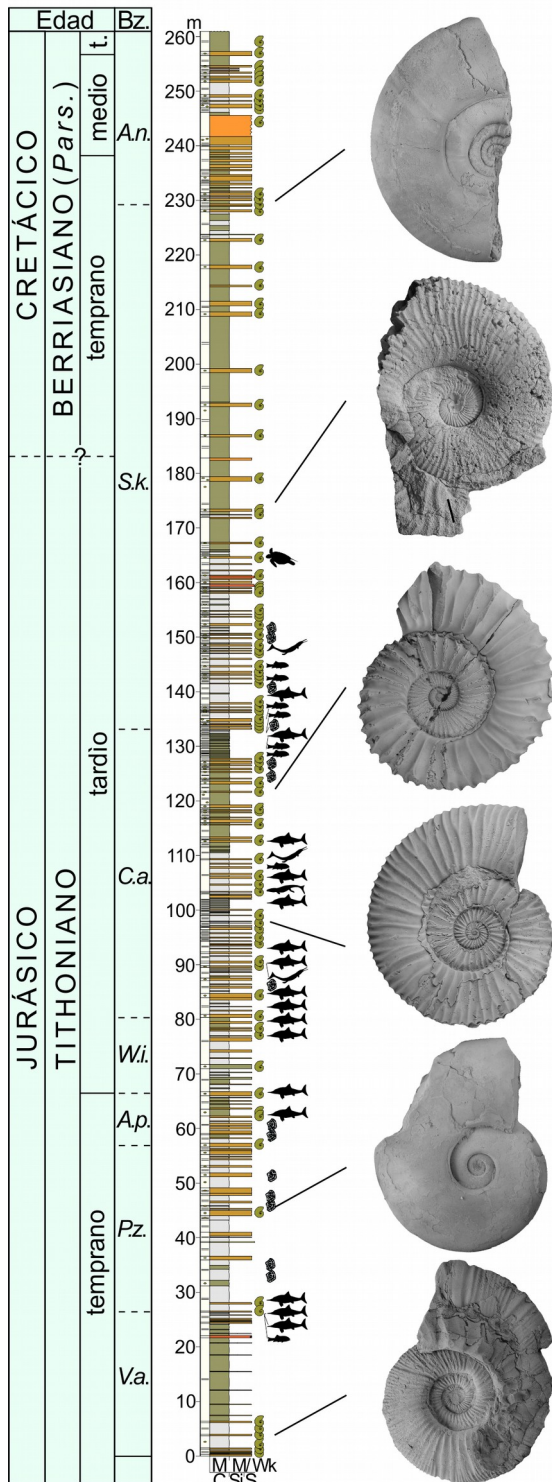 Edad Bz. m
260
t.
250
medio
A.n.
240
230
220
temprano
210
200
190
CRETÁCICO
BERRIASIANO (Pars.)
?
180
S.k.
170
160
150
140
130
tardìo
120
110
C.a.
100
90
80
JURÁSICO
TITHONIANO
W.i.
70
A.p.
60
50
P.z.
40
temprano
30
20
V.a.
10
0
M M/Wk
C Si S